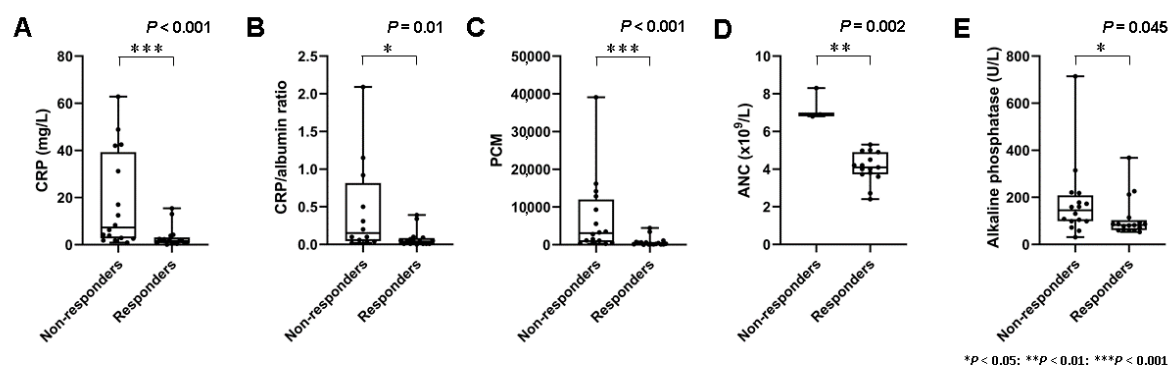 A
P < 0.001
***
CRP (mg/L)
80
60
40
20
0
Non-responders
Responders
B
P = 0.01
*
CRP/albumin ratio
2.5
2.0
1.5
1.0
0.5
0.0
Non-responders
Responders
C
P < 0.001
***
PCM
50,000
40,000
30,000
20000
10,000
0
Non-responders
Responders
D
P = 0.002
**
ANC (x10⁹/L)
10
8
6
4
2
0
Non-responders
Responders
E
P = 0.045
*
Alkaline phosphatase (U/L)
800
600
400
200
0
Non-responders
Responders
*P < 0.05; **P < 0.01; ***P < 0.001